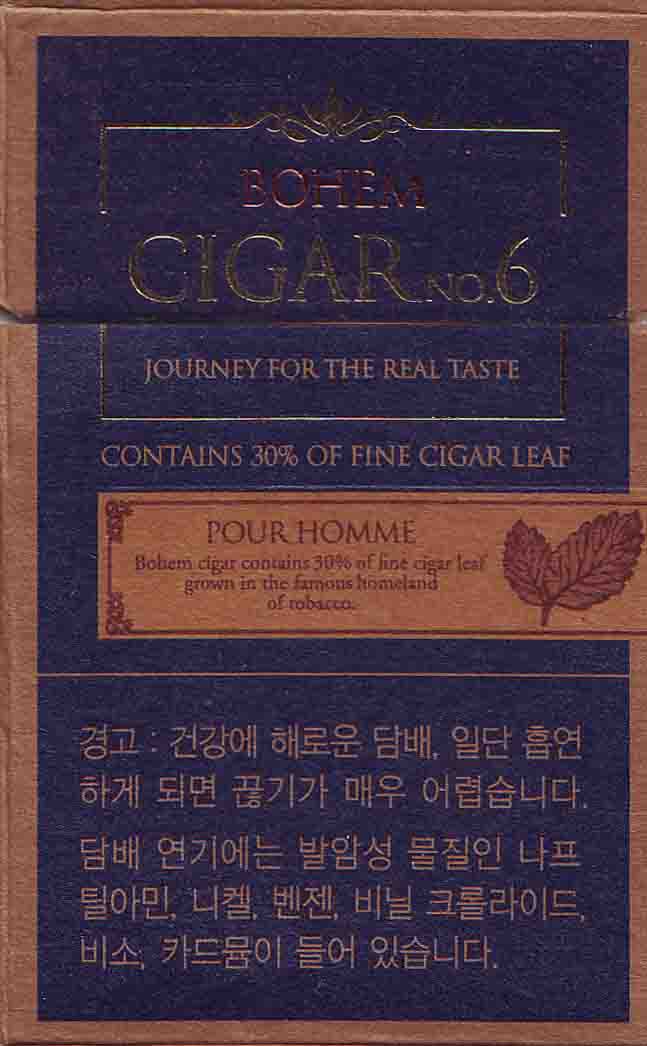 BOHEM
CIGAR NO.6
JOURNEY FOR THE REAL TASTE
CONTAINS 30% OF FINE CIGAR LEAF
POUR HOMME
Bohem cigar contains 30% of fine cigar leaf
grown in the famous homeland
of tobacco.
경고 : 건강에 해로운 담배, 일단 흡연
하게 되면 끊기가 매우 어렵습니다.
담배 연기에는 발암성 물질인 나프
틸아민, 니켈, 벤젠, 비닐 크롤라이드,
비소, 카드뮴이 들어 있습니다.